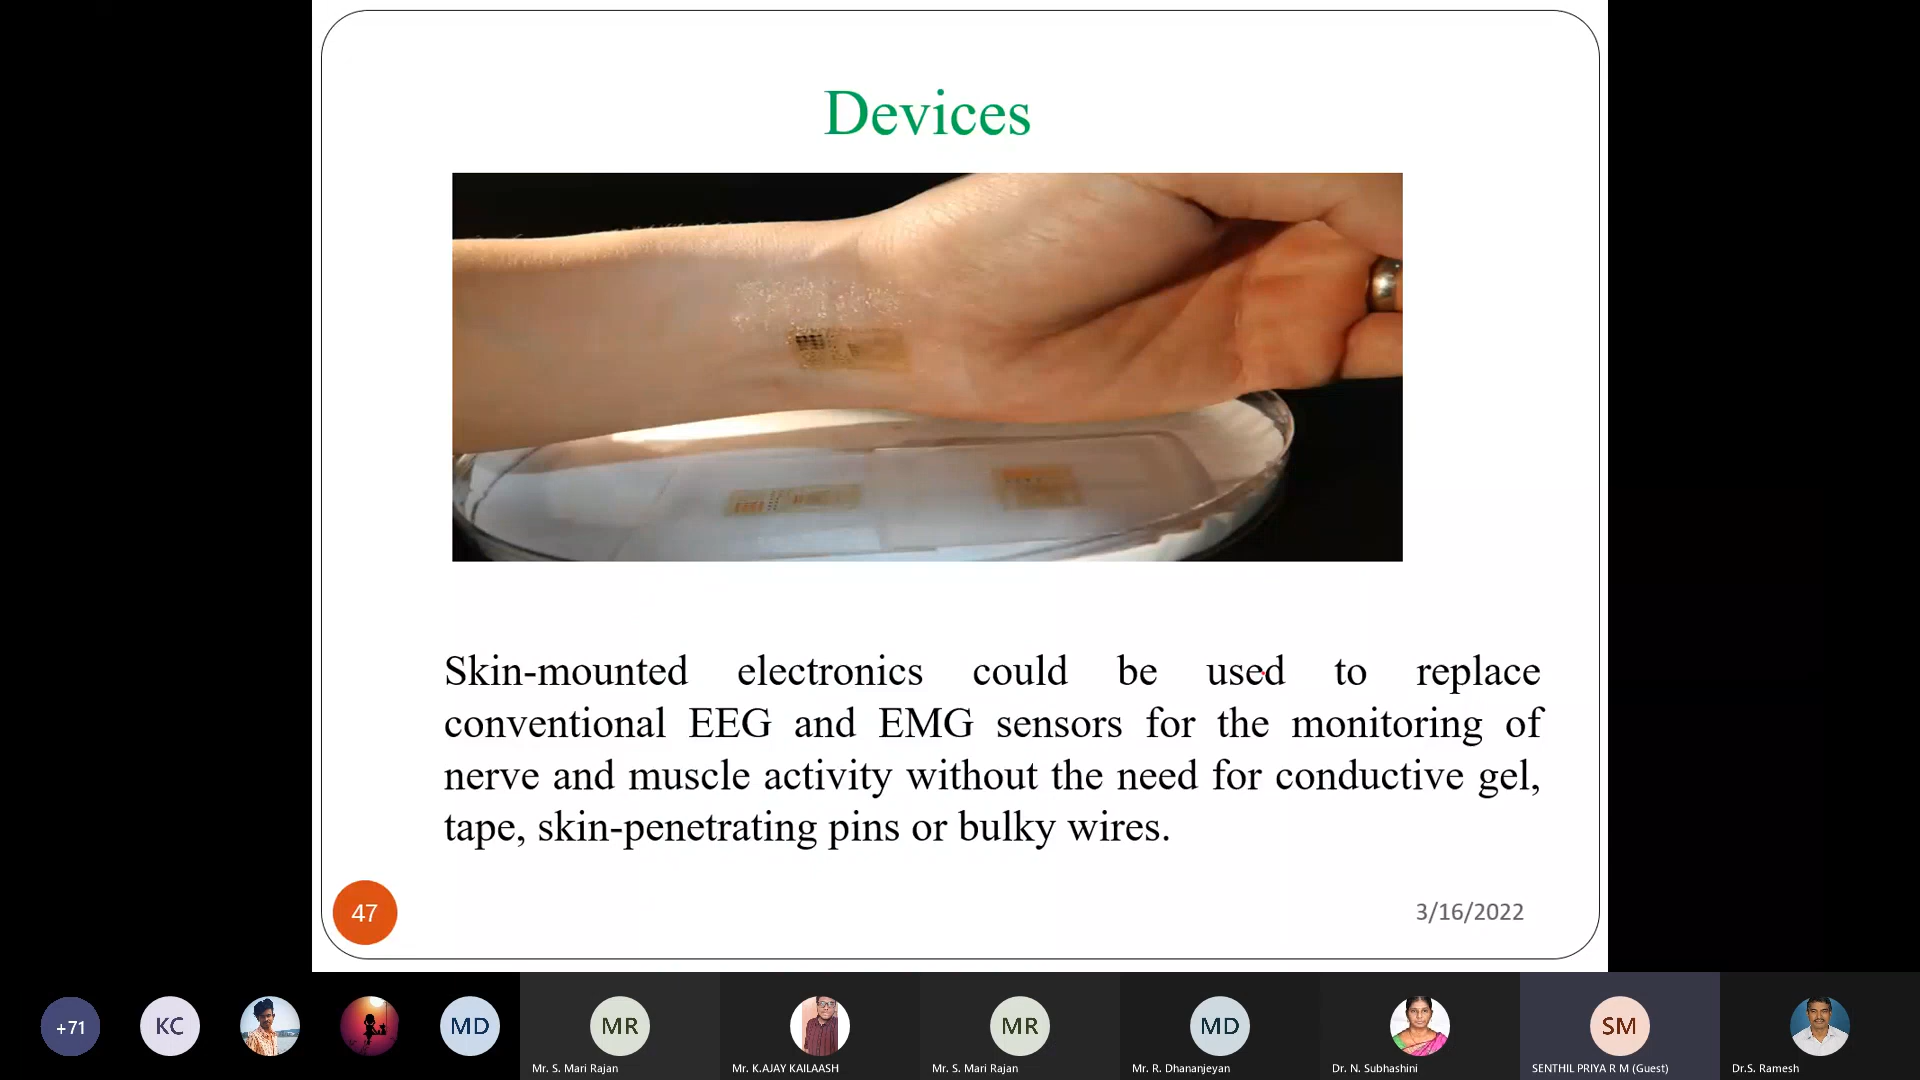 Devices
Skin-mounted electronics could be used to replace
conventional EEG and EMG sensors for the monitoring of
nerve and muscle activity without the need for conductive gel,
tape, skin-penetrating pins or bulky wires.
47
3/16/2022
+71
KC
MD
MR
MR
MD
SM
Mr. S. Mari Rajan
Mr. K.AJAY KAILAASH
Mr. S. Mari Rajan
Mr. R. Dhananjeyan
Dr. N. Subhashini
SENTHIL PRIYA R M (Guest)
Dr.S. Ramesh